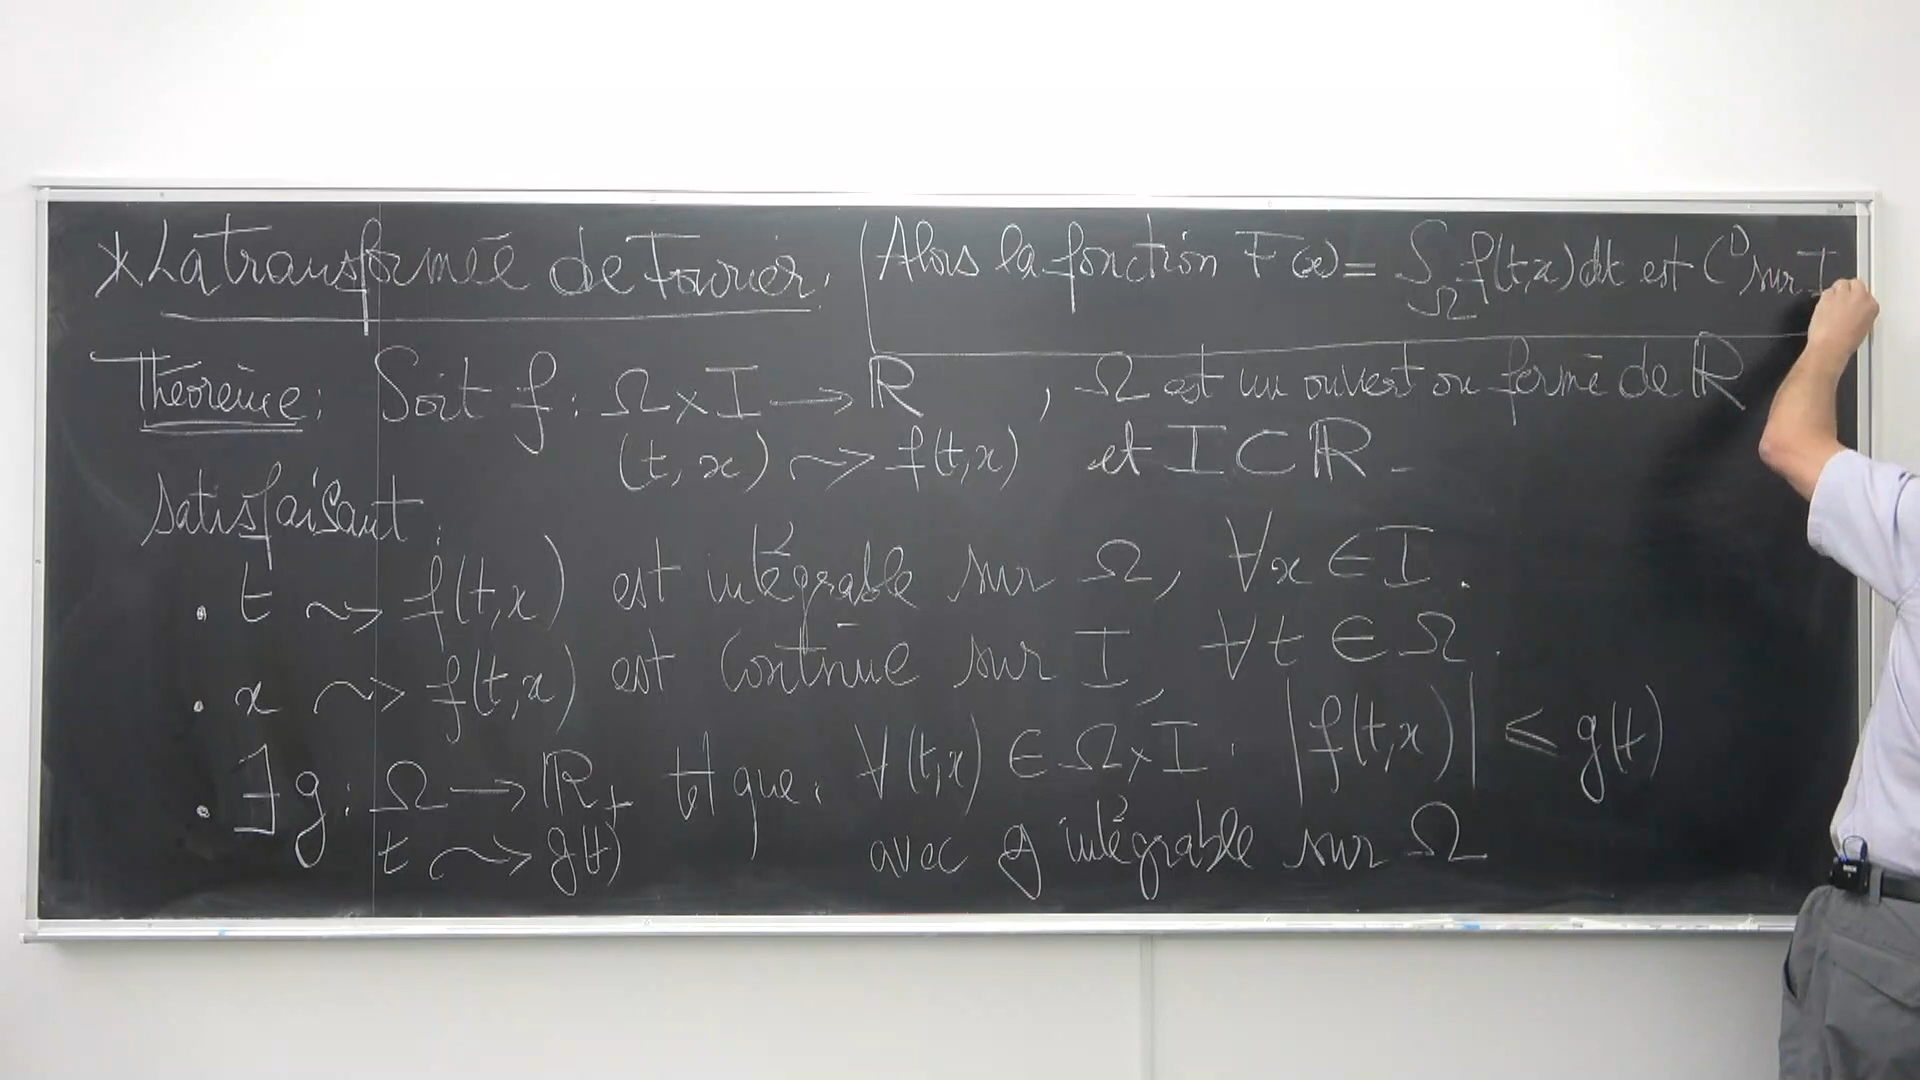 * La transformée de Fourier.
Alors la fonction F(x) = ∫_Ω f(t,x) dt est C⁰ sur I
Théorème : Soit f : Ω × I → ℝ , Ω est un ouvert ou fermé de ℝ
(t, x) ⤳ f(t,x) et I ⊂ ℝ.
satisfaisant :
• t ⤳ f(t,x) est intégrable sur Ω, ∀x ∈ I.
• x ⤳ f(t,x) est continue sur I, ∀t ∈ Ω.
• ∃ g : Ω → ℝ₊ tq que : ∀(t,x) ∈ Ω × I : |f(t,x)| ≤ g(t)
t ⤳ g(t) avec g intégrable sur Ω